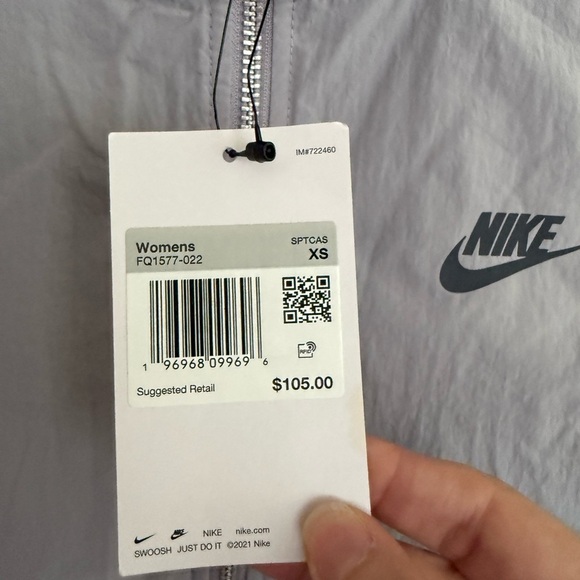 IM#722460
Womens
SPTCAS
FQ1577-022
XS
NIKE
RFID
1 96968 09969 6
Suggested Retail
$105.00
NIKE nike.com
SWOOSH JUST DO IT ©2021 Nike